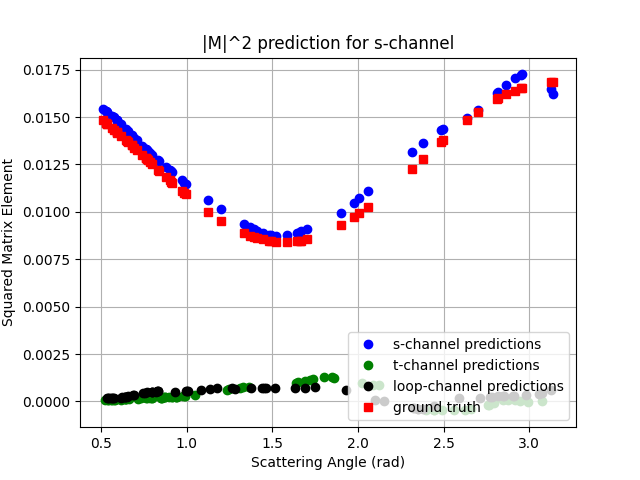 |M|^2 prediction for s-channel
Squared Matrix Element
0.0175
0.0150
0.0125
0.0100
0.0075
0.0050
0.0025
0.0000
s-channel predictions
t-channel predictions
loop-channel predictions
ground truth
0.5 1.0 1.5 2.0 2.5 3.0
Scattering Angle (rad)